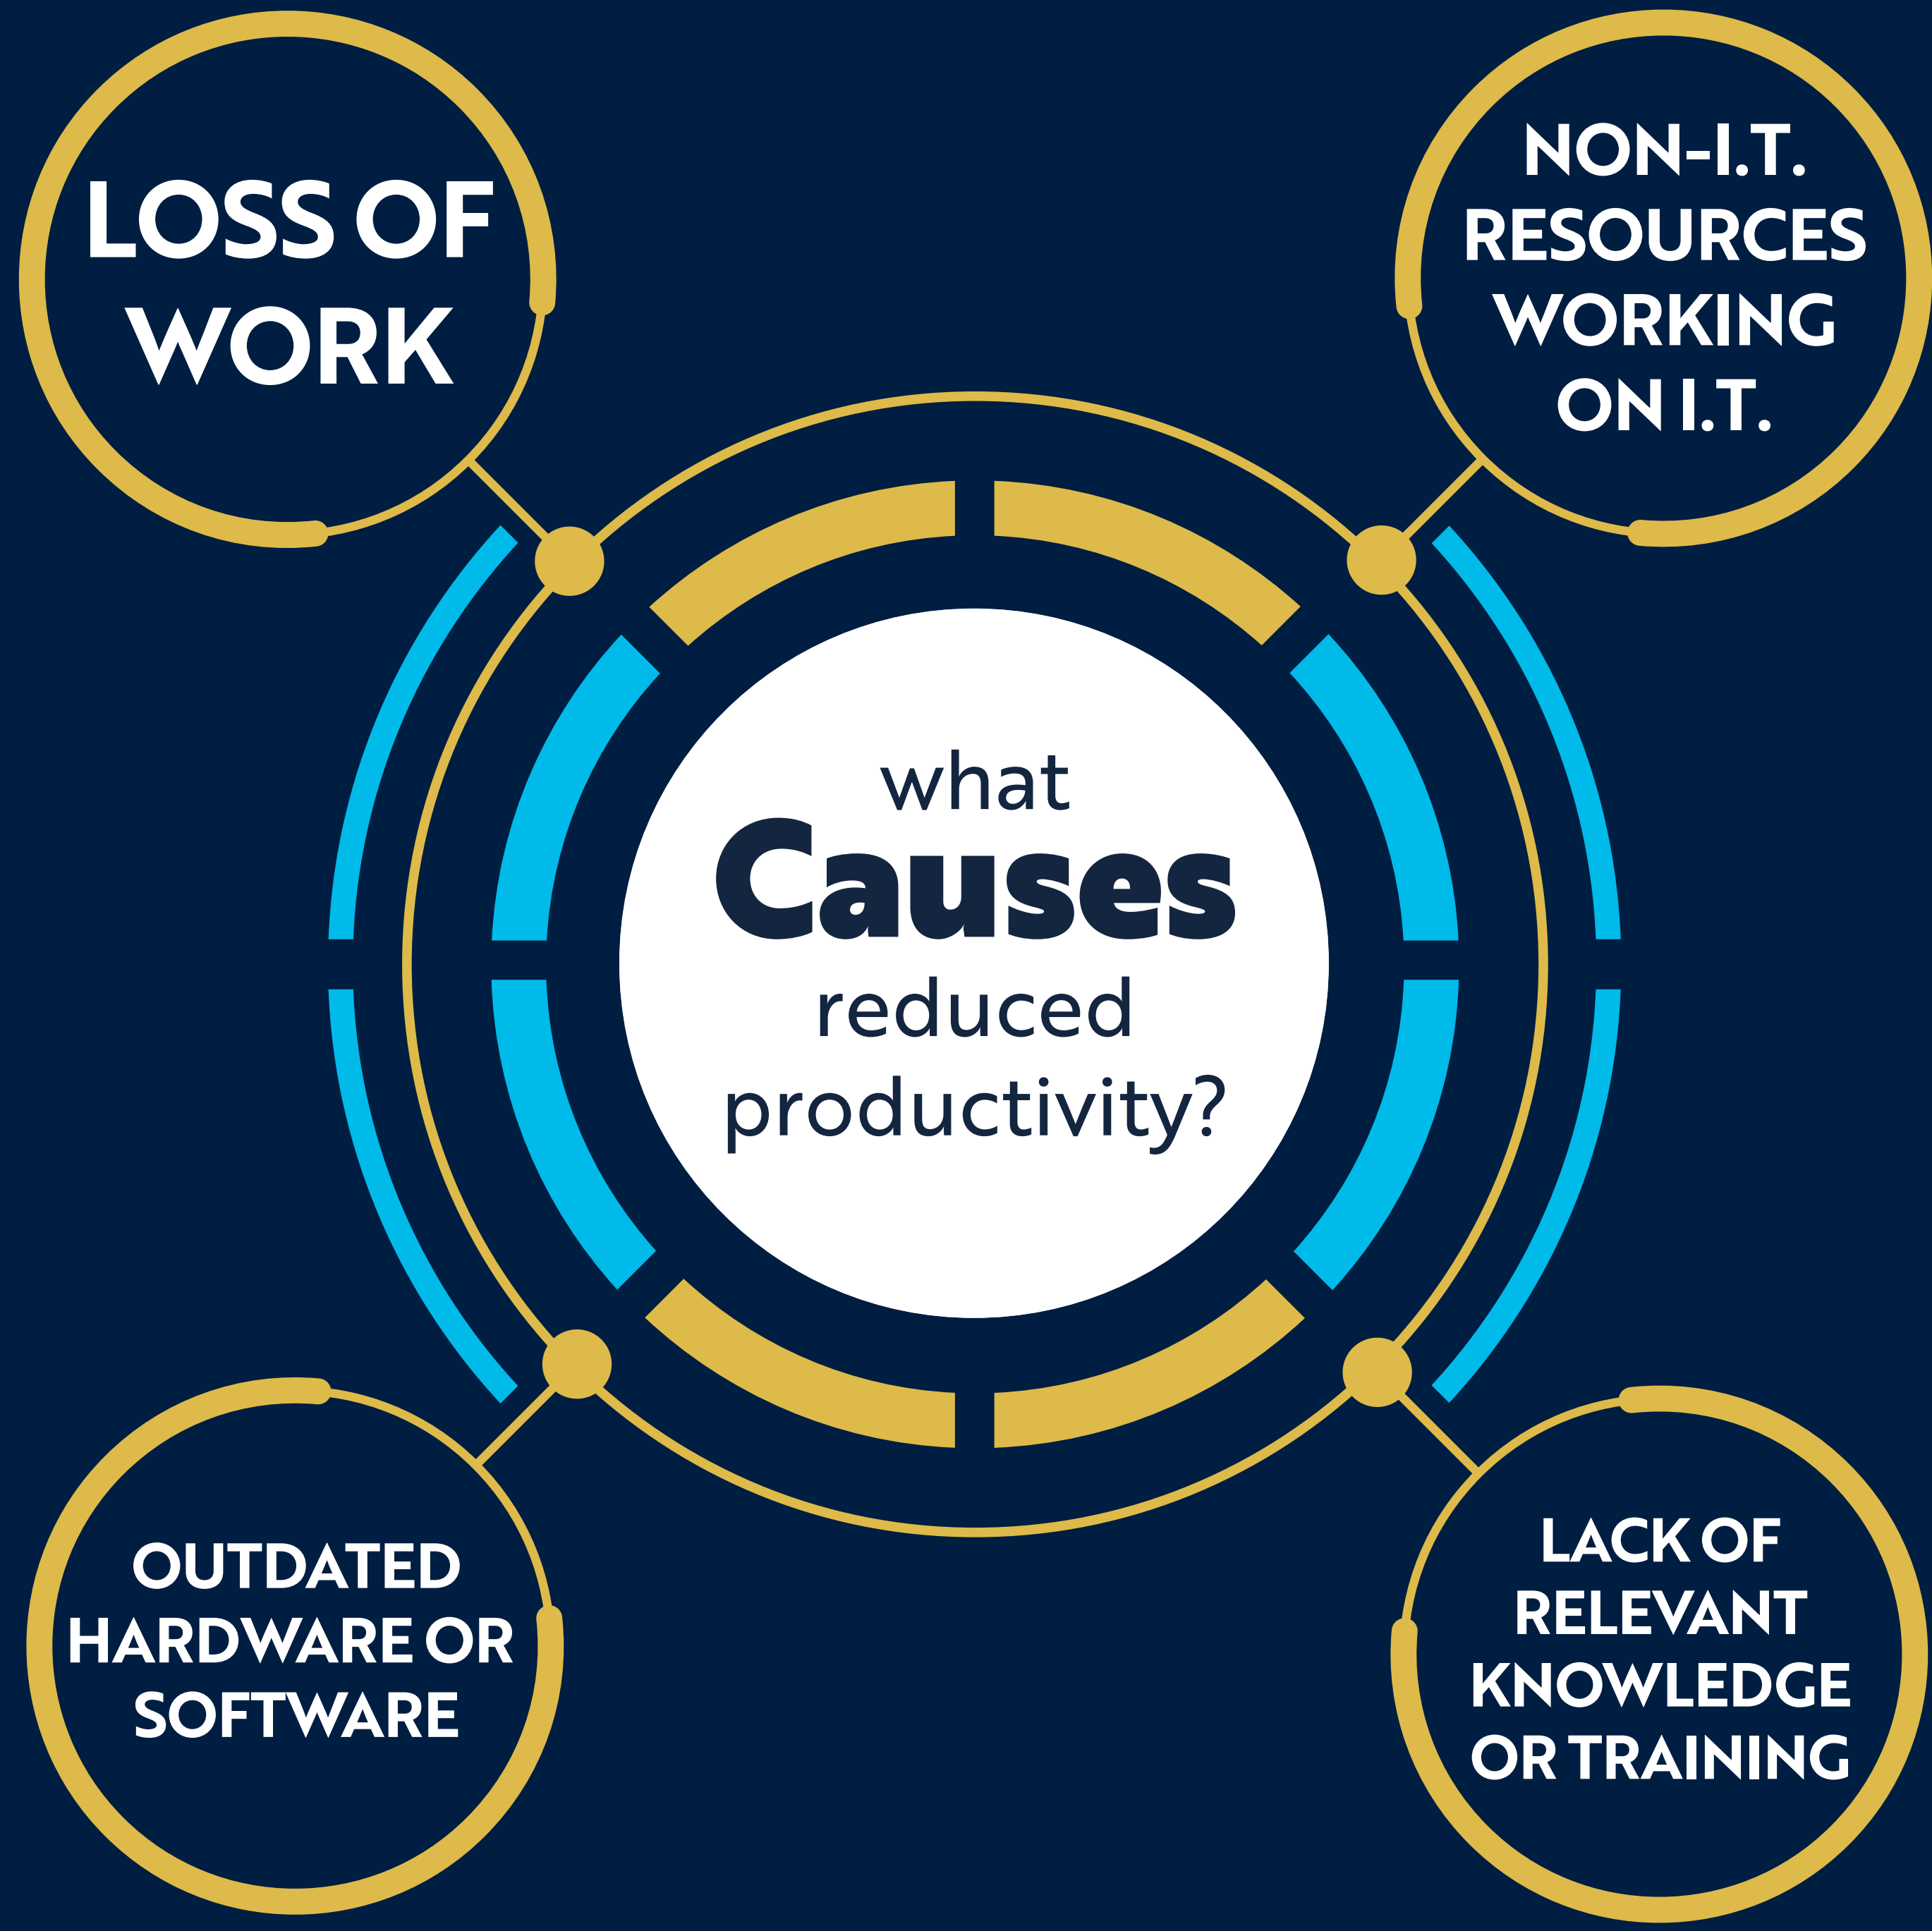 LOSS OF
WORK
NON-I.T.
RESOURCES
WORKING
ON I.T.
what
Causes
reduced
productivity?
OUTDATED
HARDWARE OR
SOFTWARE
LACK OF
RELEVANT
KNOWLEDGE
OR TRAINING